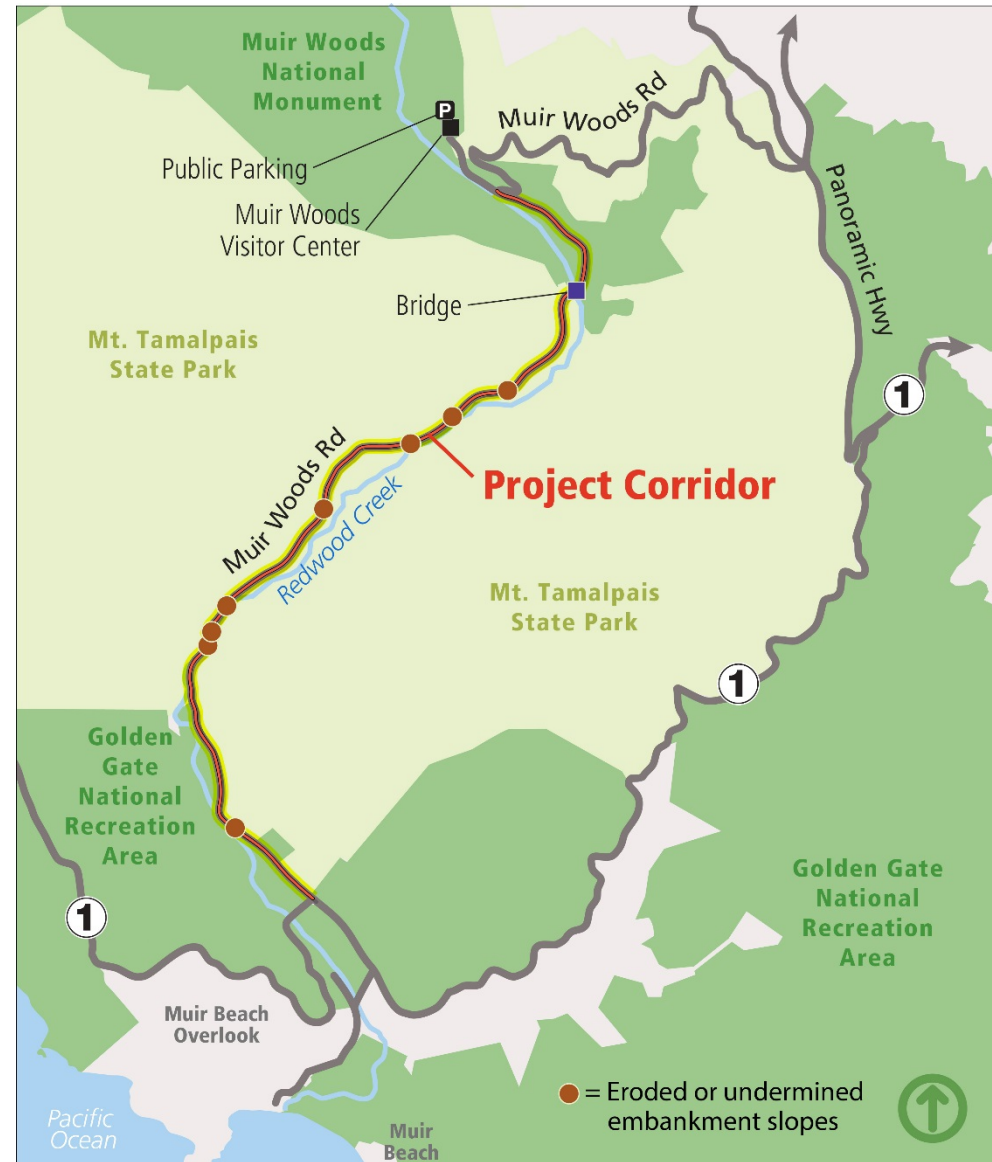 Muir Woods
National
Monument
P
Muir Woods Rd
Public Parking
Muir Woods
Visitor Center
Panoramic Hwy
Bridge
Mt. Tamalpais
State Park
1
Muir Woods Rd
Project Corridor
Redwood Creek
Mt. Tamalpais
State Park
1
Golden
Gate
National
Recreation
Area
Golden Gate
National
Recreation
Area
1
Muir Beach
Overlook
= Eroded or undermined
embankment slopes
Pacific
Ocean
Muir
Beach